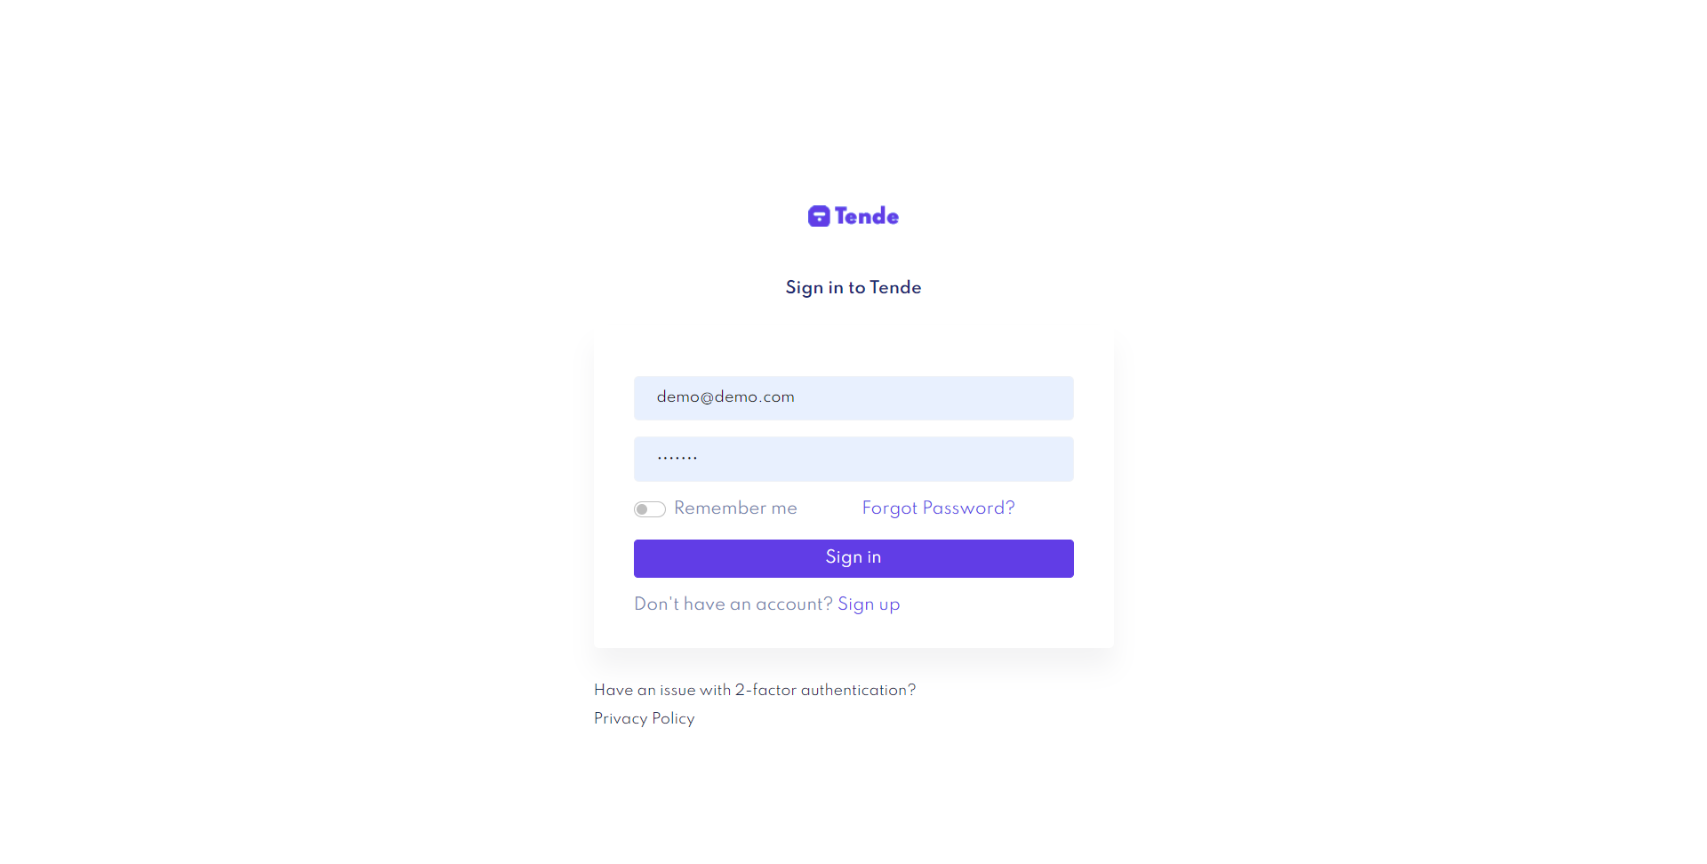 Tende
Sign in to Tende
demo@demo.com
·······
Remember me Forgot Password?
Sign in
Don't have an account? Sign up
Have an issue with 2-factor authentication?
Privacy Policy